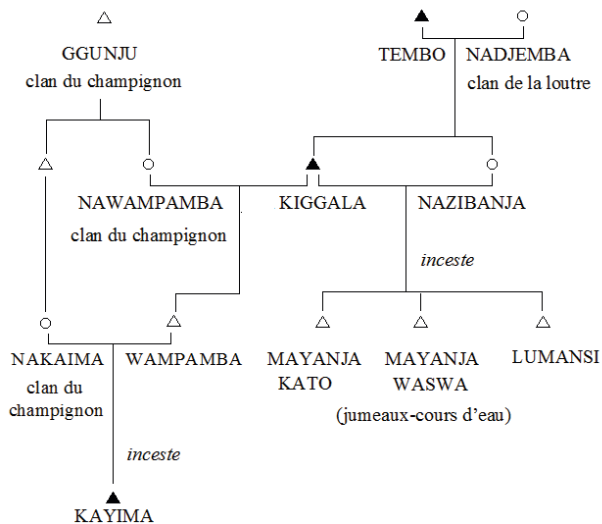 GGUNJU
clan du champignon
TEMBO
NADJEMBA
clan de la loutre
NAWAMPAMBA
clan du champignon
KIGGALA
NAZIBANJA
inceste
NAKAIMA
clan du
champignon
WAMPAMBA
MAYANJA
KATO
MAYANJA
WASWA
LUMANSI
(jumeaux-cours d’eau)
inceste
KAYIMA